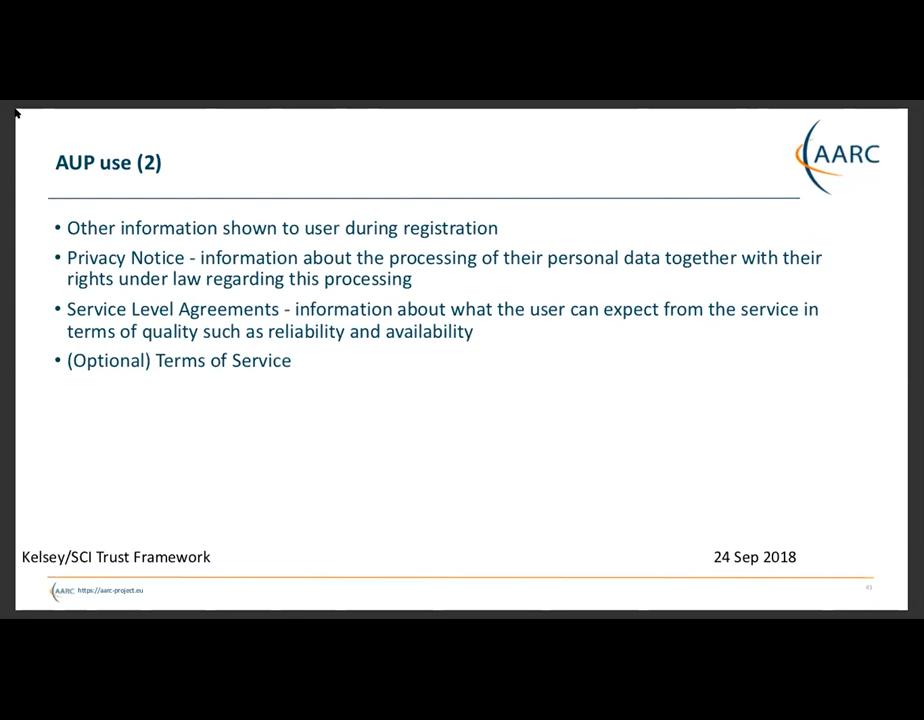 AARC
AUP use (2)
• Other information shown to user during registration
• Privacy Notice - information about the processing of their personal data together with their
rights under law regarding this processing
• Service Level Agreements - information about what the user can expect from the service in
terms of quality such as reliability and availability
• (Optional) Terms of Service
Kelsey/SCI Trust Framework
24 Sep 2018
AARC https://aarc-project.eu
43